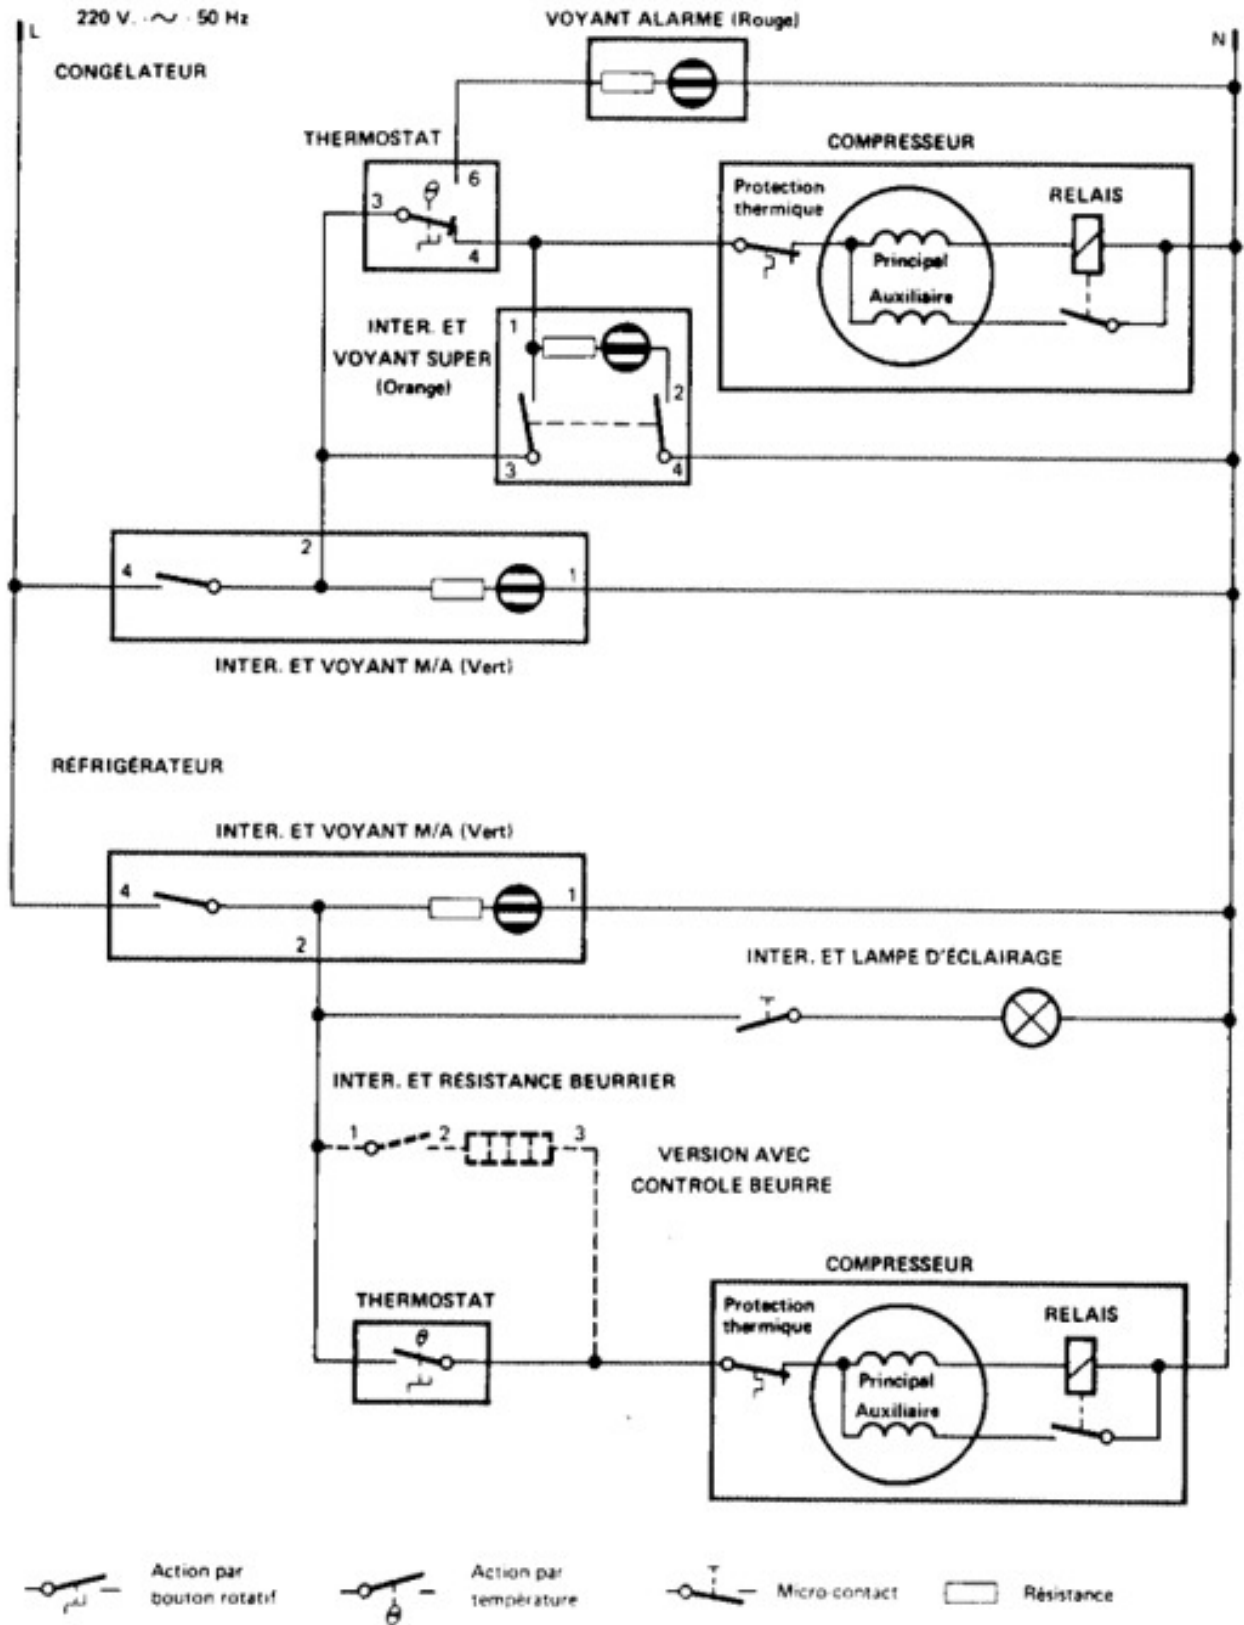 220 V. ~ 50 Hz
L
VOYANT ALARME (Rouge)
N
CONGÉLATEUR
THERMOSTAT
COMPRESSEUR
6
3
4
Protection
thermique
RELAIS
Principal
Auxiliaire
INTER. ET
VOYANT SUPER
(Orange)
1
2
3
4
2
4
1
INTER. ET VOYANT M/A (Vert)
RÉFRIGÉRATEUR
INTER. ET VOYANT M/A (Vert)
4
1
2
INTER. ET LAMPE D'ÉCLAIRAGE
INTER. ET RÉSISTANCE BEURRIER
1
2
3
VERSION AVEC
CONTROLE BEURRE
COMPRESSEUR
THERMOSTAT
θ
Protection
thermique
RELAIS
Principal
Auxiliaire
Action par
bouton rotatif
θ
Action par
température
Micro-contact
Résistance